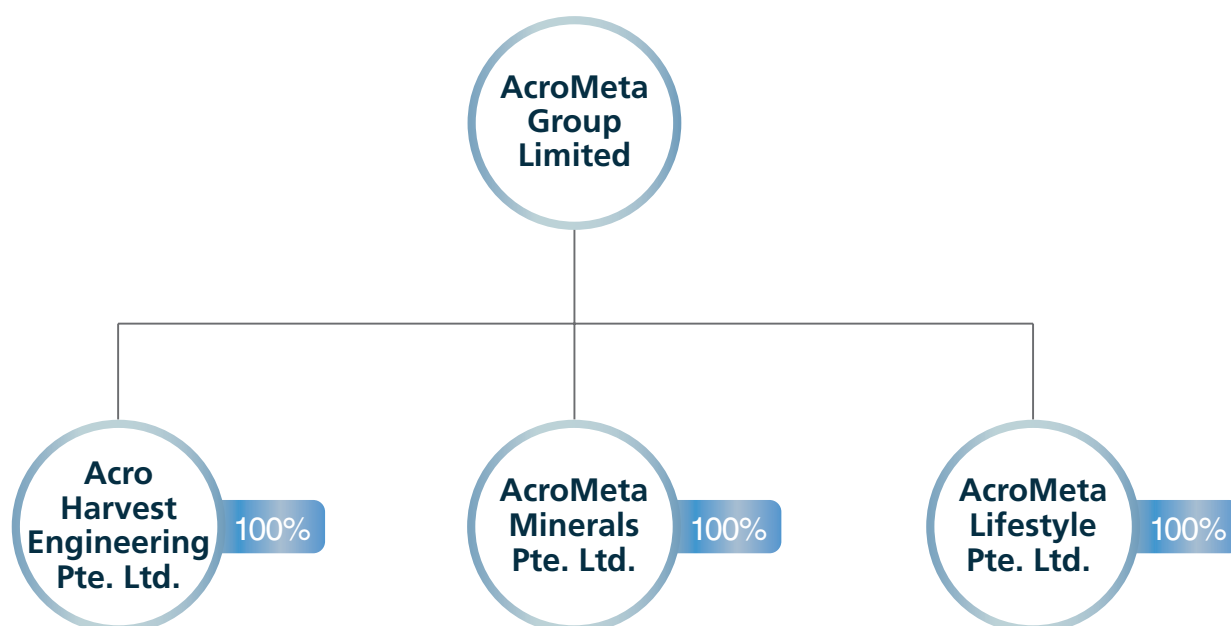 AcroMeta
Group
Limited
Acro
Harvest
Engineering
Pte. Ltd.
100%
AcroMeta
Minerals
Pte. Ltd.
100%
AcroMeta
Lifestyle
Pte. Ltd.
100%